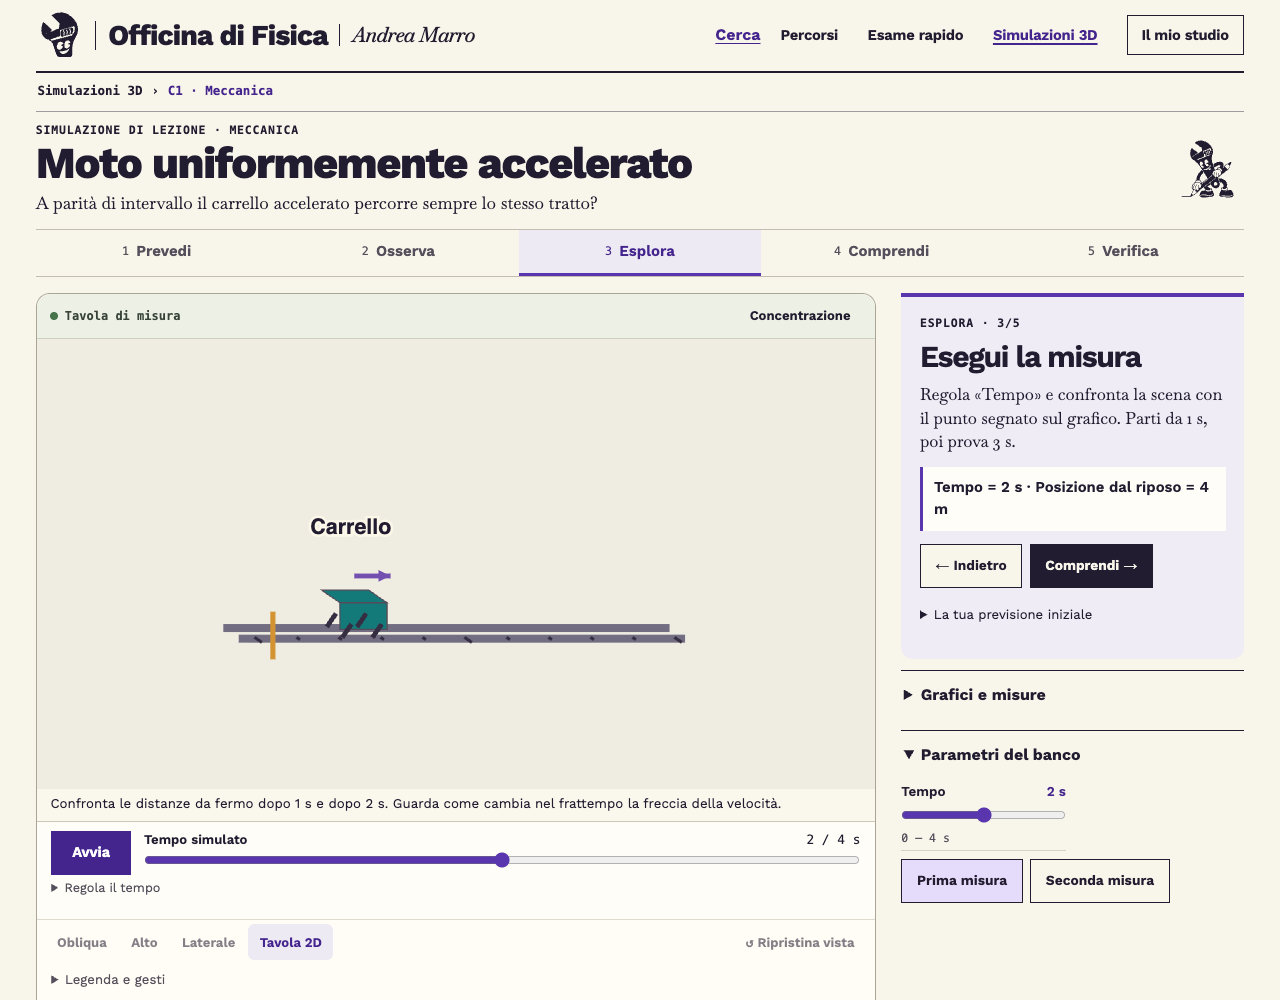 Officina di Fisica
Andrea Marro
Cerca
Percorsi
Esame rapido
Simulazioni 3D
Il mio studio
Simulazioni 3D › C1 · Meccanica
SIMULAZIONE DI LEZIONE · MECCANICA
Moto uniformemente accelerato
A parità di intervallo il carrello accelerato percorre sempre lo stesso tratto?
1 Prevedi
2 Osserva
3 Esplora
4 Comprendi
5 Verifica
Tavola di misura
Concentrazione
Carrello
Confronta le distanze da fermo dopo 1 s e dopo 2 s. Guarda come cambia nel frattempo la freccia della velocità.
Avvia
Tempo simulato
2 / 4 s
Regola il tempo
Obliqua
Alto
Laterale
Tavola 2D
↺ Ripristina vista
Legenda e gesti
ESPLORA · 3/5
Esegui la misura
Regola «Tempo» e confronta la scena con
il punto segnato sul grafico. Parti da 1 s,
poi prova 3 s.
Tempo = 2 s · Posizione dal riposo = 4
m
← Indietro
Comprendi →
La tua previsione iniziale
Grafici e misure
Parametri del banco
Tempo
2 s
0 — 4 s
Prima misura
Seconda misura